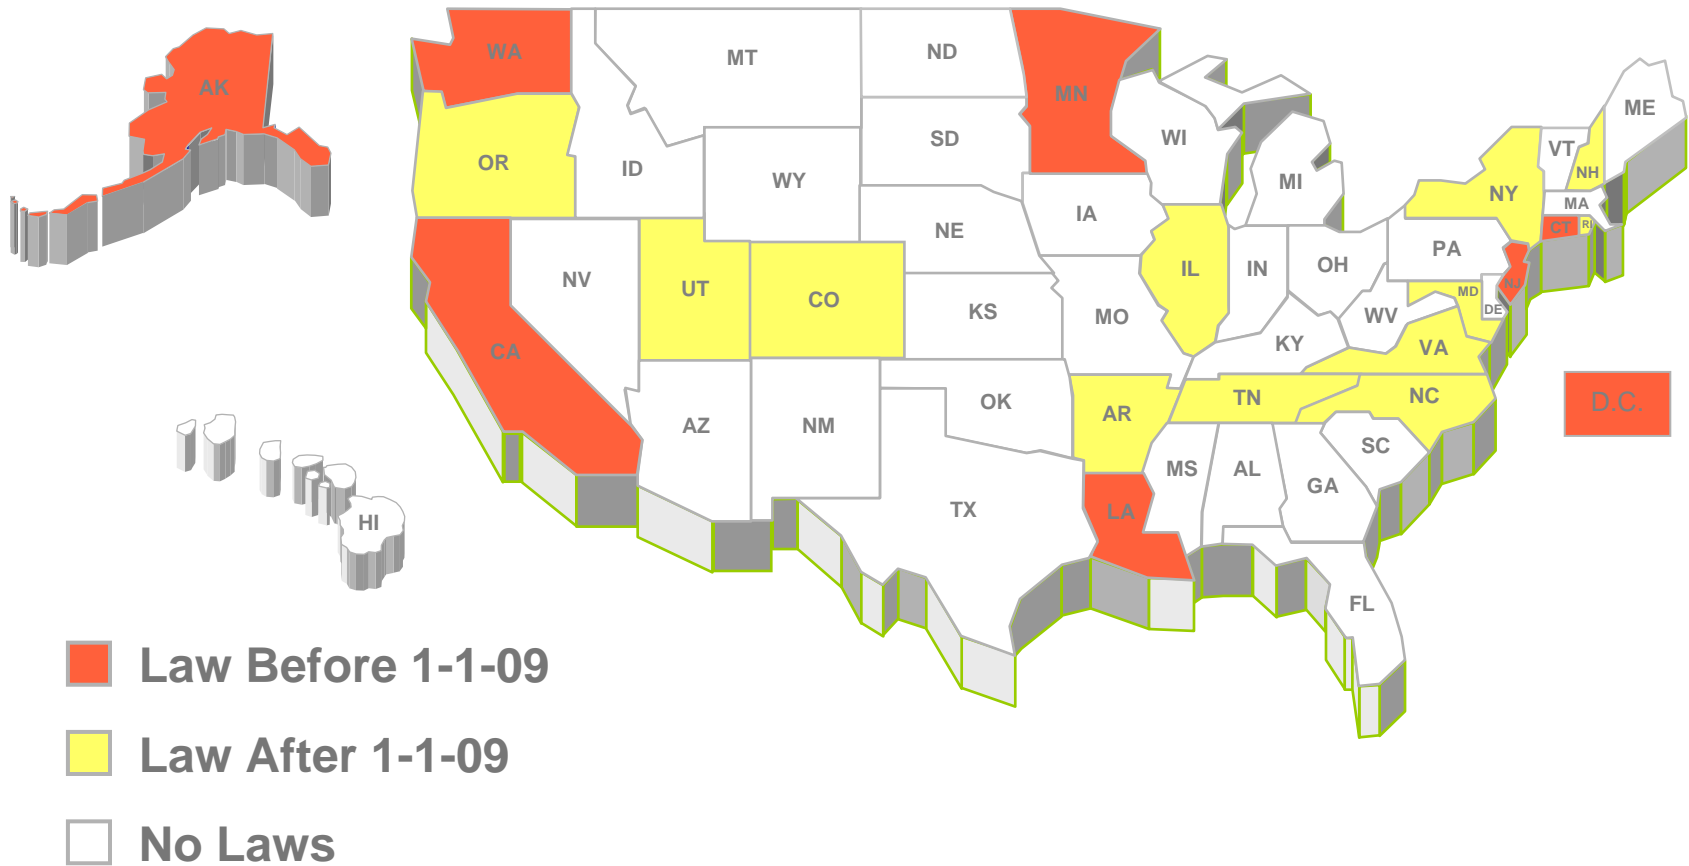 WA
MT
ND
MN
AK
OR
ID
WY
SD
WI
MI
ME
VT
NH
NY
MA
CT
RI
NV
UT
CO
NE
IA
IL
IN
OH
PA
NJ
MD
DE
CA
KS
MO
KY
WV
VA
AZ
NM
OK
AR
TN
NC
D.C.
SC
MS
AL
GA
TX
LA
HI
FL
Law Before 1-1-09
Law After 1-1-09
No Laws